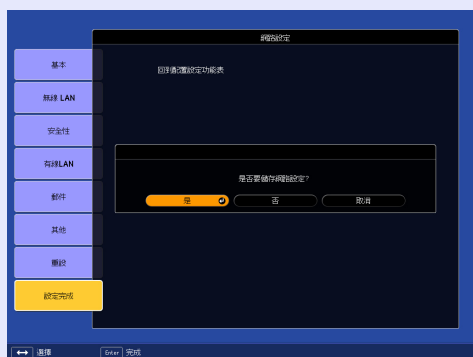 網路設定
基本
回到配置設定功能表
無線 LAN
安全性
有線LAN
是否要儲存網路設定?
郵件
是 否 取消
其他
重設
設定完成
選擇 Enter 完成